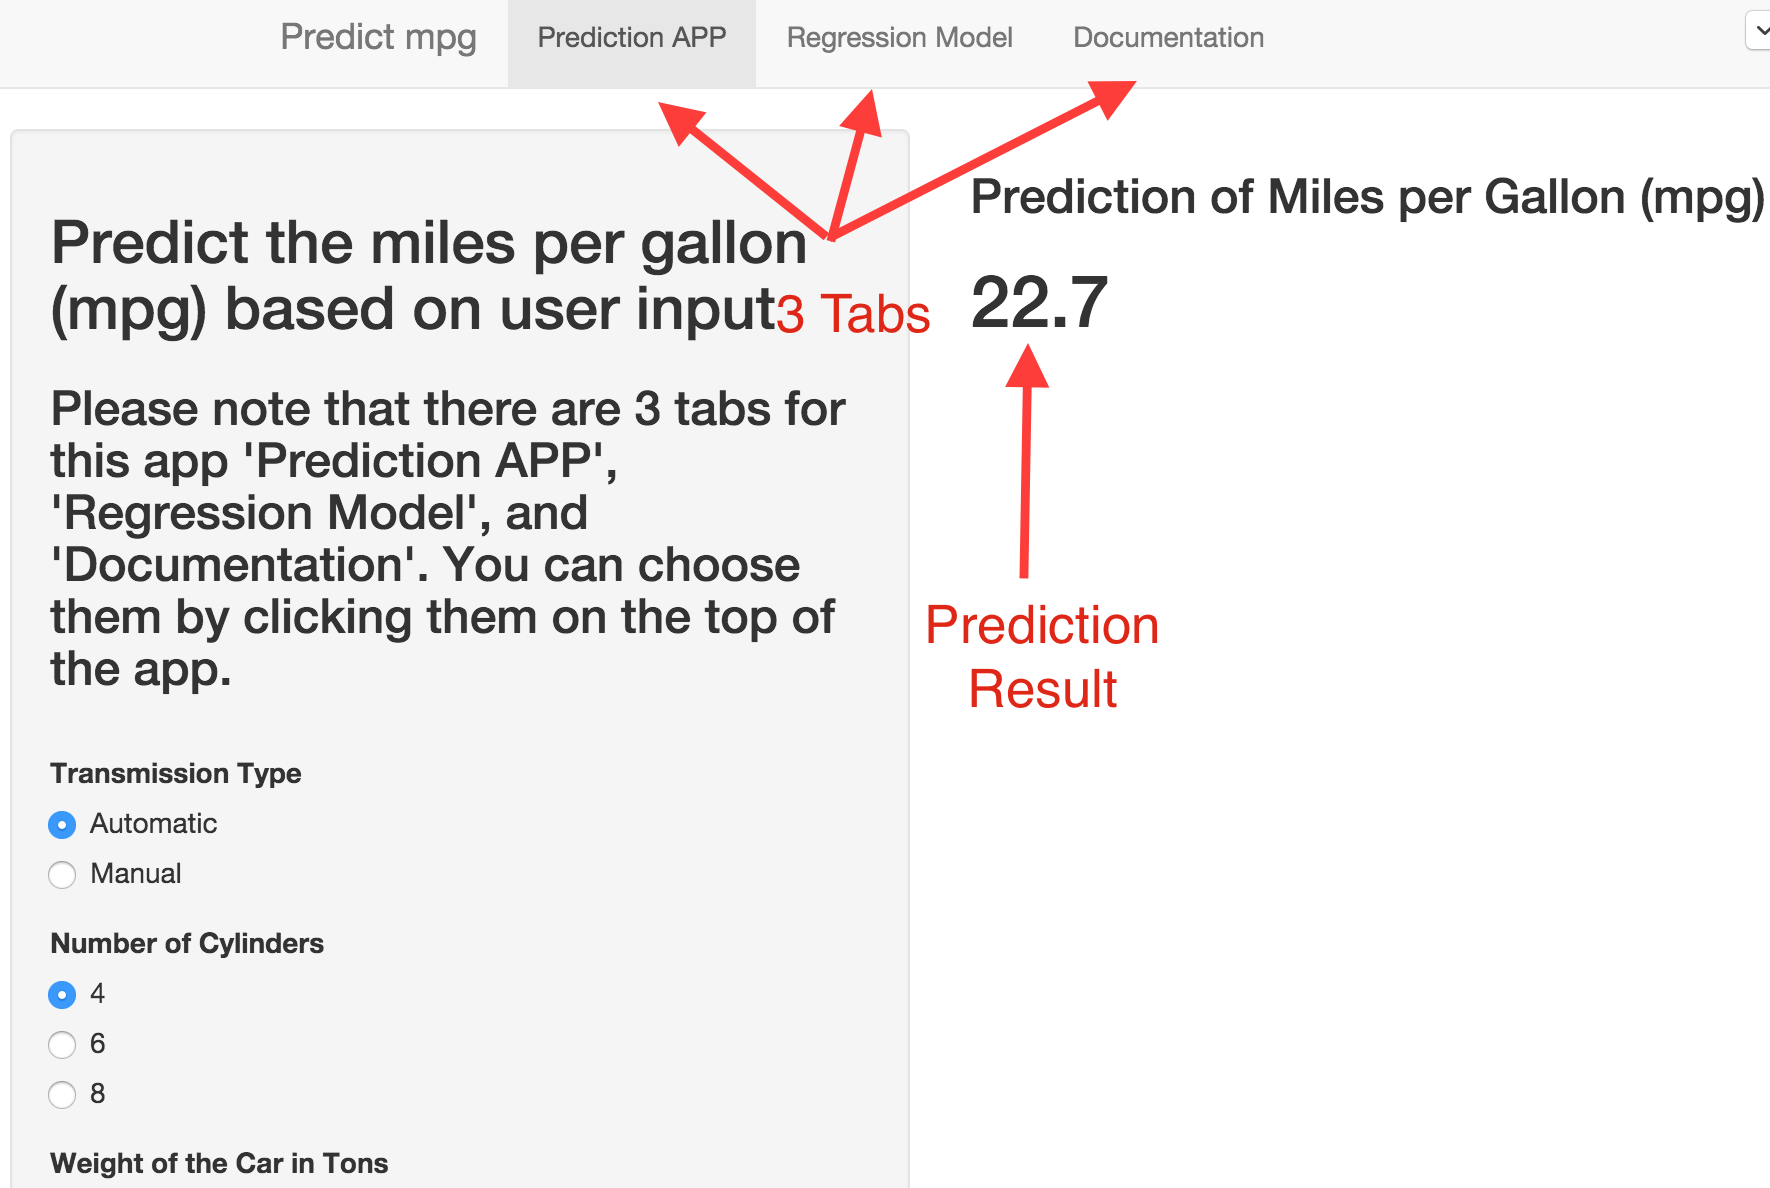 Predict mpg
Prediction APP
Regression Model
Documentation
Predict the miles per gallon
(mpg) based on user input
3 Tabs
Please note that there are 3 tabs for
this app 'Prediction APP',
'Regression Model', and
'Documentation'. You can choose
them by clicking them on the top of
the app.
Transmission Type
Automatic
Manual
Number of Cylinders
4
6
8
Weight of the Car in Tons
Prediction of Miles per Gallon (mpg)
22.7
Prediction
Result